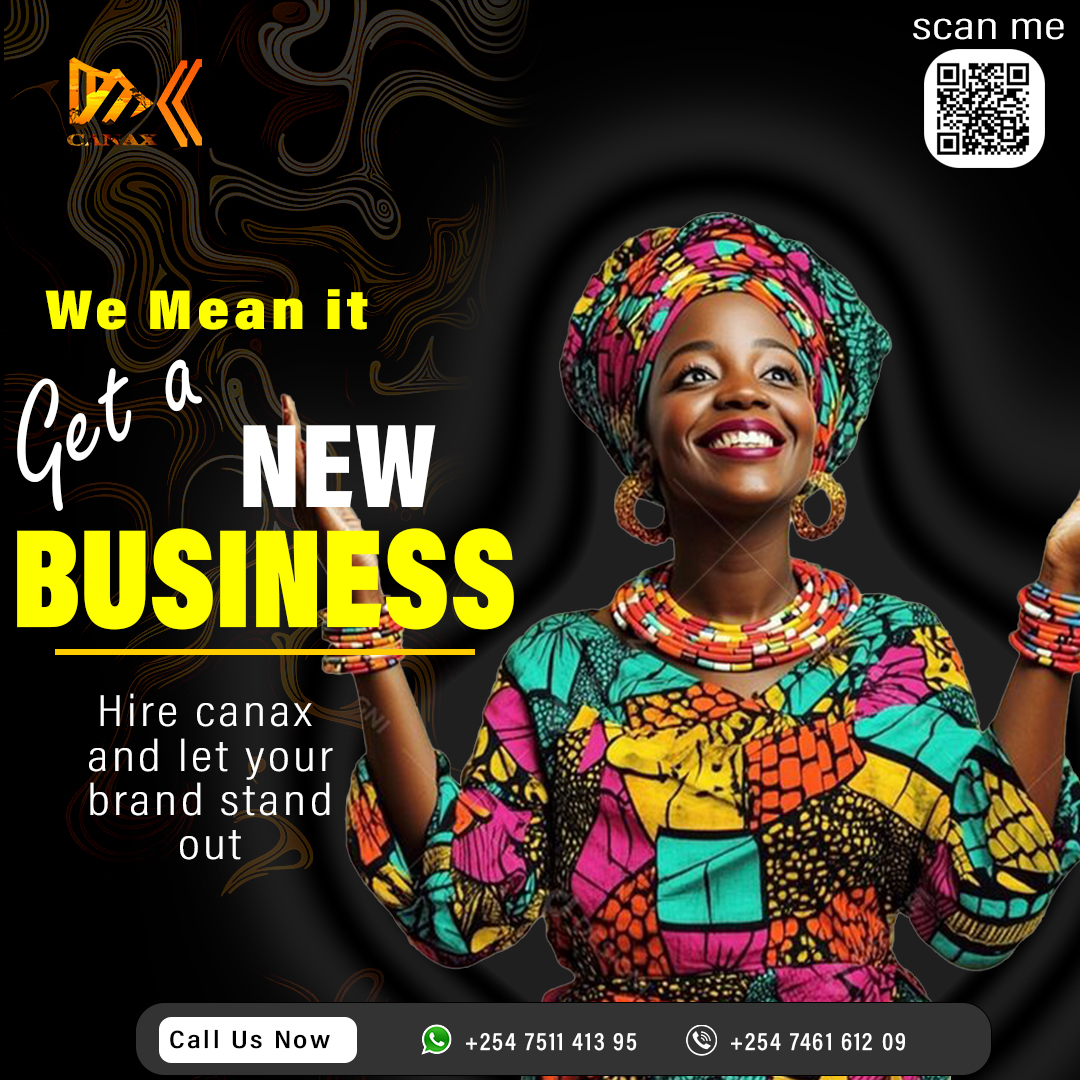 scan me
CANAX
We Mean it
Get a
NEW
BUSINESS
Hire canax
and let your
brand stand
out
Call Us Now
+254 7511 413 95
+254 7461 612 09